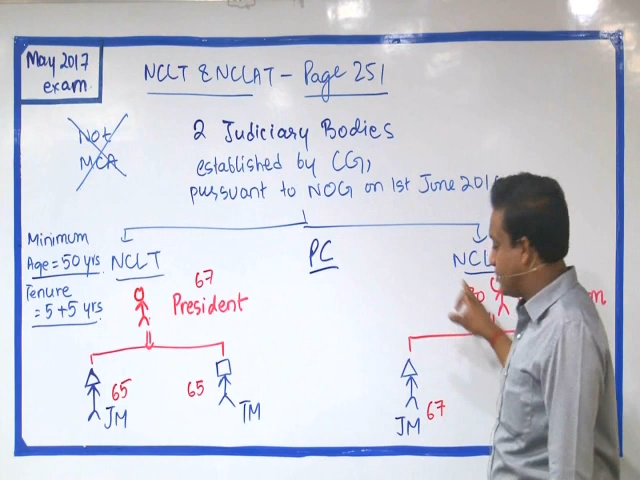 May 2017
exam
NCLT & NCLAT - Page 251
Not
MCA
2 Judiciary Bodies
established by CG,
pursuant to NOG on 1st June 201
Minimum
Age = 50 yrs
Tenure
= 5+5 yrs
NCLT
PC
NCL
67
President
65
JM
65
TM
JM
67